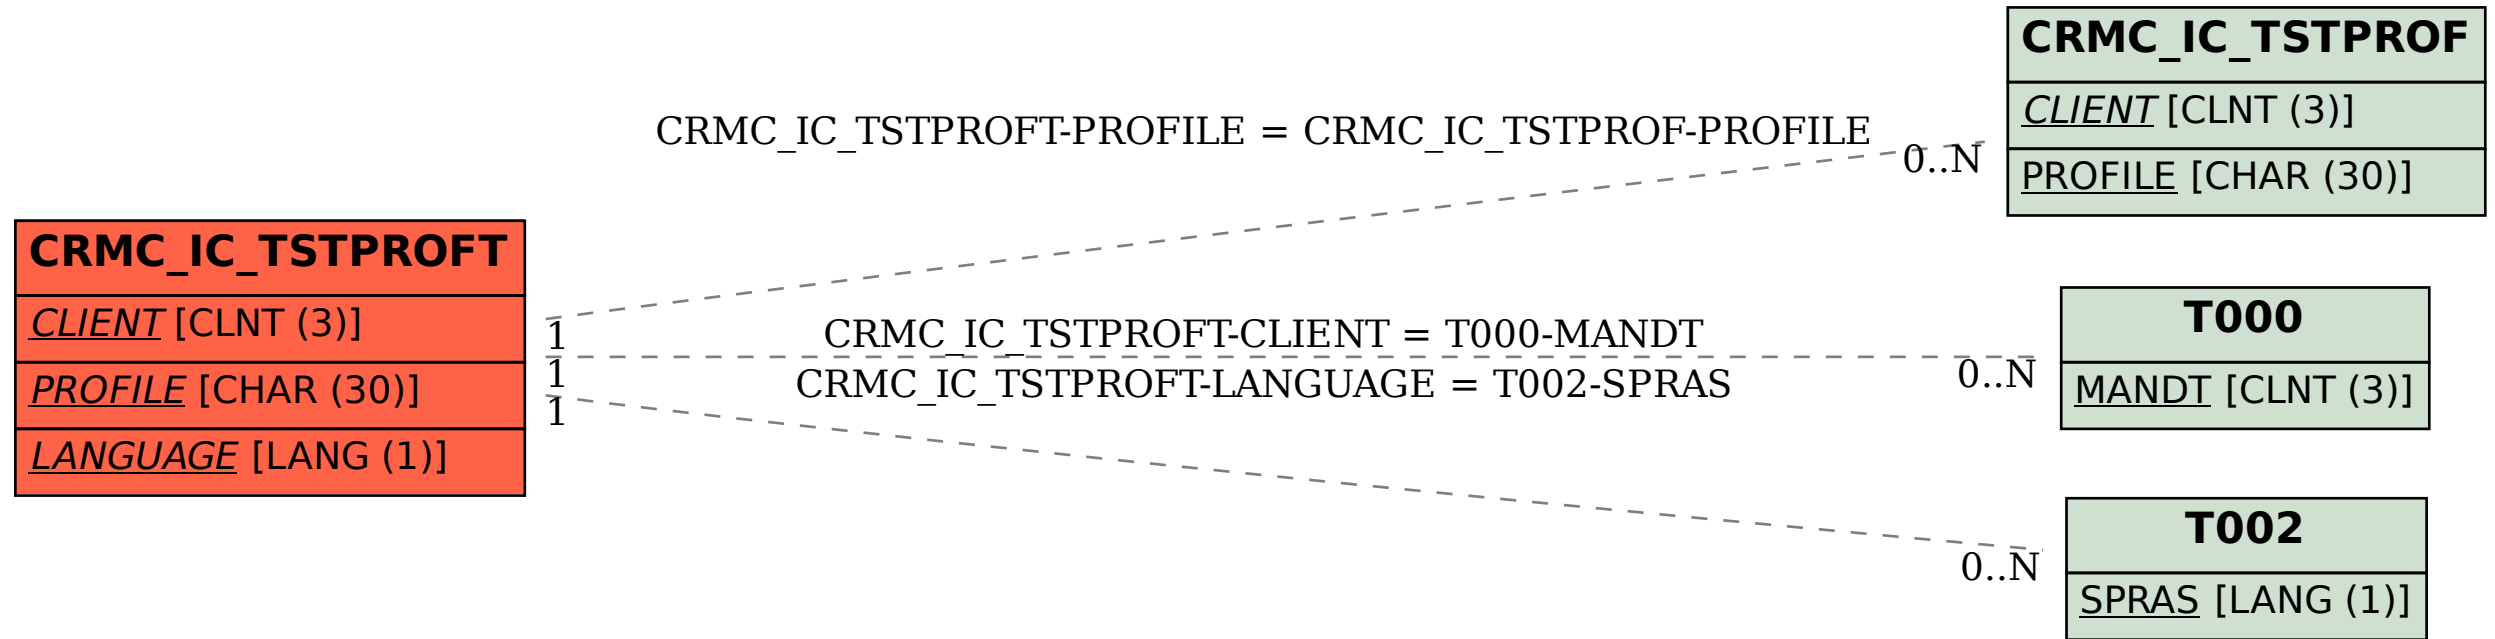 CRMC_IC_TSTPROFT
CLIENT [CLNT (3)]
PROFILE [CHAR (30)]
LANGUAGE [LANG (1)]
CRMC_IC_TSTPROFT-PROFILE = CRMC_IC_TSTPROF-PROFILE
0..N
1
CRMC_IC_TSTPROFT-CLIENT = T000-MANDT
0..N
1
CRMC_IC_TSTPROFT-LANGUAGE = T002-SPRAS
0..N
1
CRMC_IC_TSTPROF
CLIENT [CLNT (3)]
PROFILE [CHAR (30)]
T000
MANDT [CLNT (3)]
T002
SPRAS [LANG (1)]